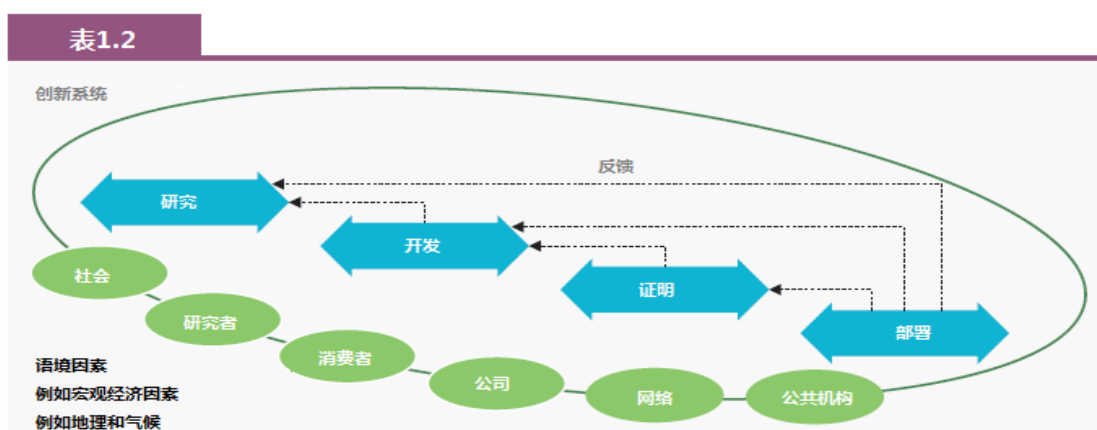 表1.2
创新系统
反馈
研究
开发
证明
部署
社会
研究者
消费者
公司
网络
公共机构
语境因素
例如宏观经济因素
例如地理和气候